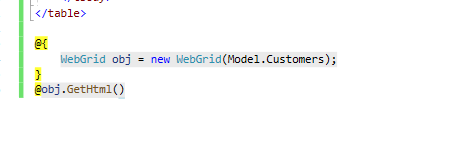 </table>
@{
WebGrid obj = new WebGrid(Model.Customers);
}
@obj.GetHtml()